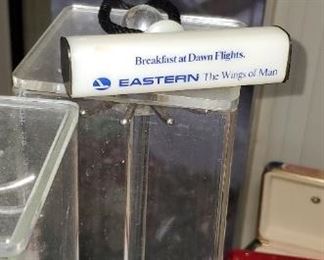 Breakfast at Dawn Flights.
EASTERN The Wings of Man